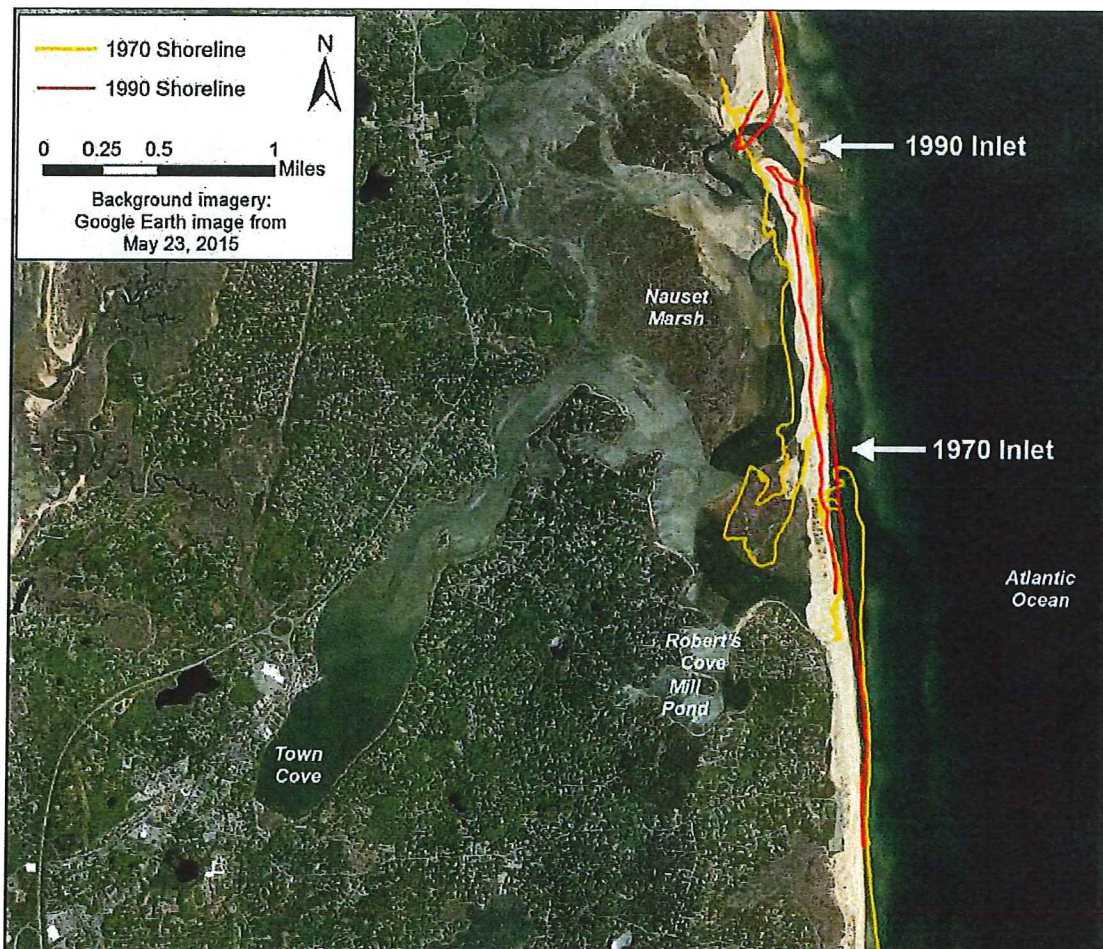 1970 Shoreline
1990 Shoreline
N
0 0.25 0.5 1
Miles
Background imagery:
Google Earth image from
May 23, 2015
1990 Inlet
Nauset
Marsh
1970 Inlet
Atlantic
Ocean
Robert's
Cove
Mill
Pond
Town
Cove